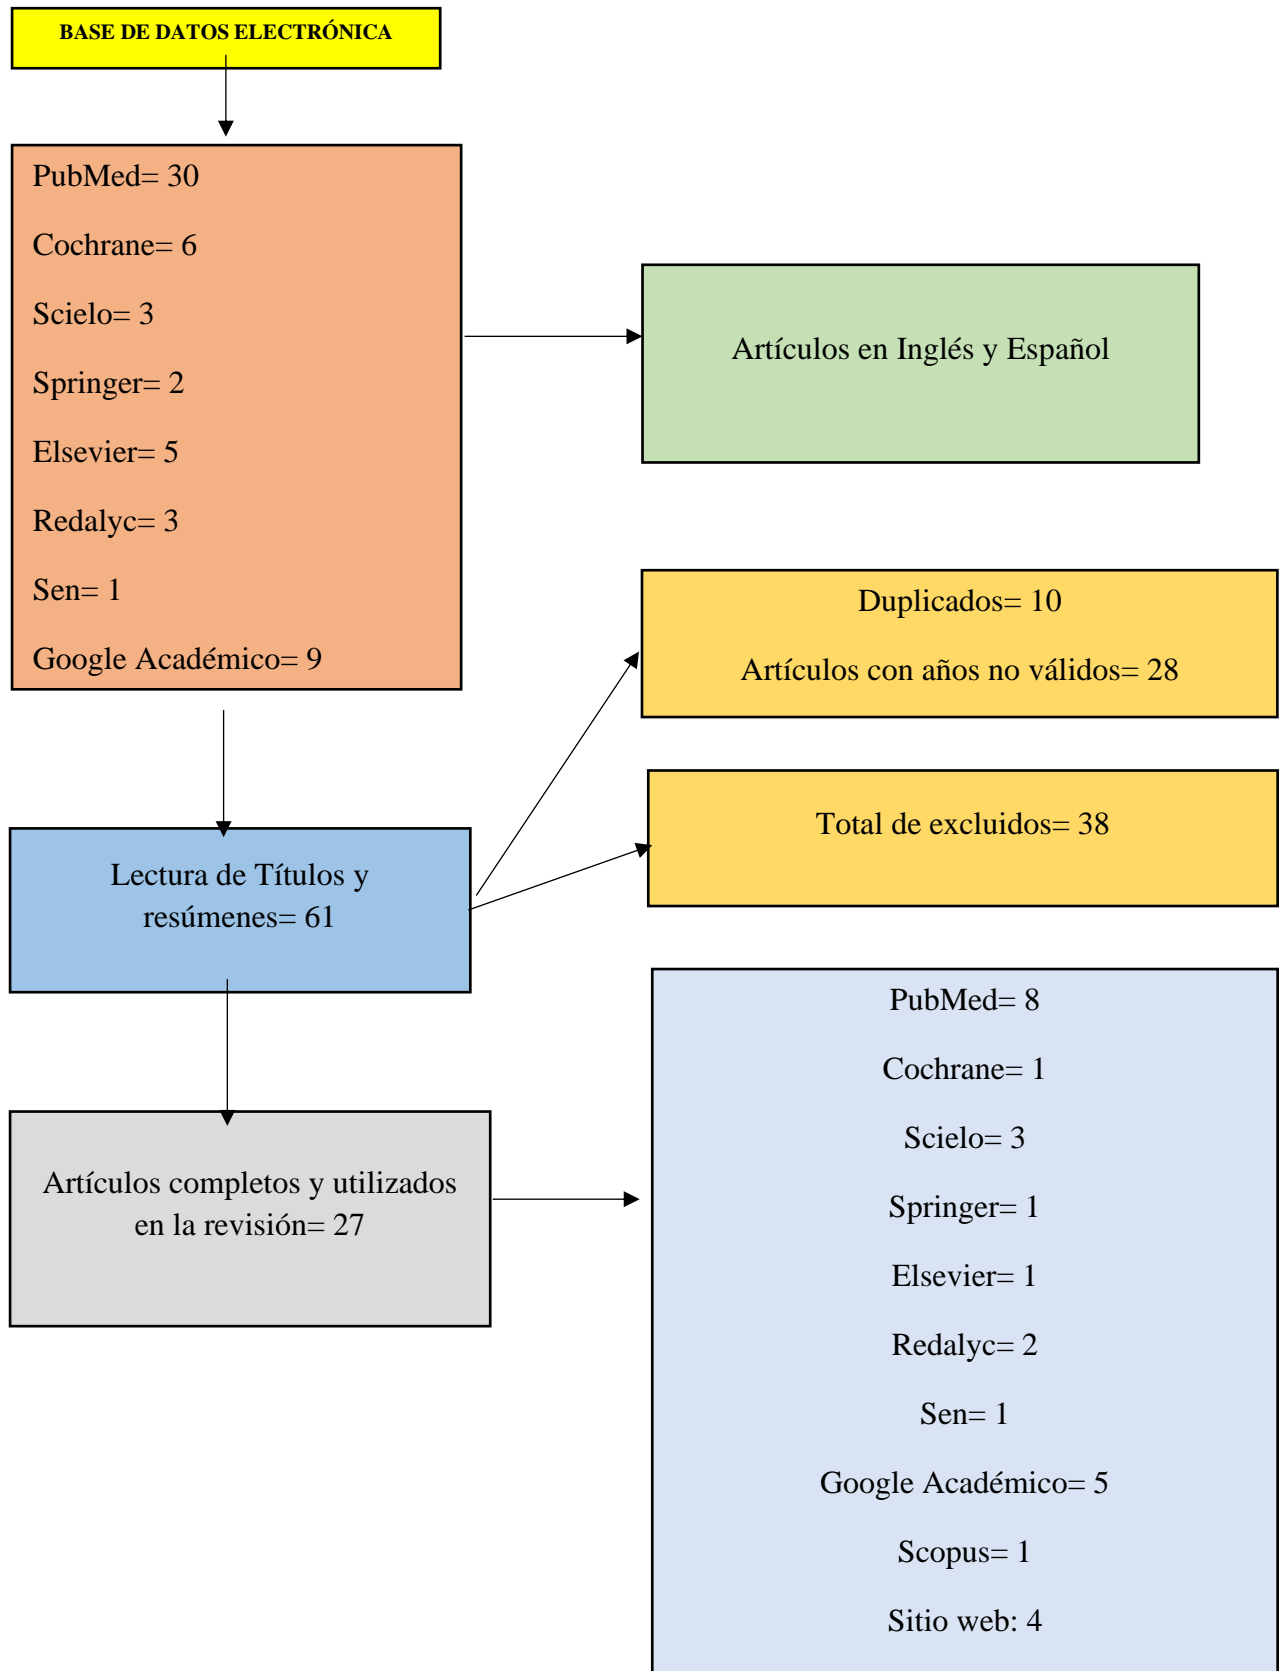 BASE DE DATOS ELECTRÓNICA
PubMed= 30
Cochrane= 6
Scielo= 3
Springer= 2
Elsevier= 5
Redalyc= 3
Sen= 1
Google Académico= 9
Artículos en Inglés y Español
Duplicados= 10
Artículos con años no válidos= 28
Total de excluidos= 38
Lectura de Títulos y
resúmenes= 61
Artículos completos y utilizados
en la revisión= 27
PubMed= 8
Cochrane= 1
Scielo= 3
Springer= 1
Elsevier= 1
Redalyc= 2
Sen= 1
Google Académico= 5
Scopus= 1
Sitio web: 4